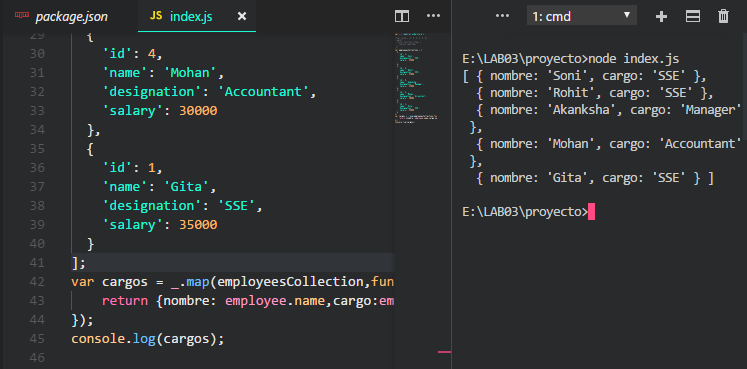 package.json
JS index.js ×
...
... 1: cmd
29 {
30 'id': 4,
31 'name': 'Mohan',
32 'designation': 'Accountant',
33 'salary': 30000
34 },
35 {
36 'id': 1,
37 'name': 'Gita',
38 'designation': 'SSE',
39 'salary': 35000
40 }
41 ];
42 var cargos = _.map(employeesCollection,fun
43 return {nombre: employee.name,cargo:em
44 });
45 console.log(cargos);
46
E:\LAB03\proyecto>node index.js
[ { nombre: 'Soni', cargo: 'SSE' },
{ nombre: 'Rohit', cargo: 'SSE' },
{ nombre: 'Akanksha', cargo: 'Manager'
},
{ nombre: 'Mohan', cargo: 'Accountant'
},
{ nombre: 'Gita', cargo: 'SSE' } ]
E:\LAB03\proyecto>